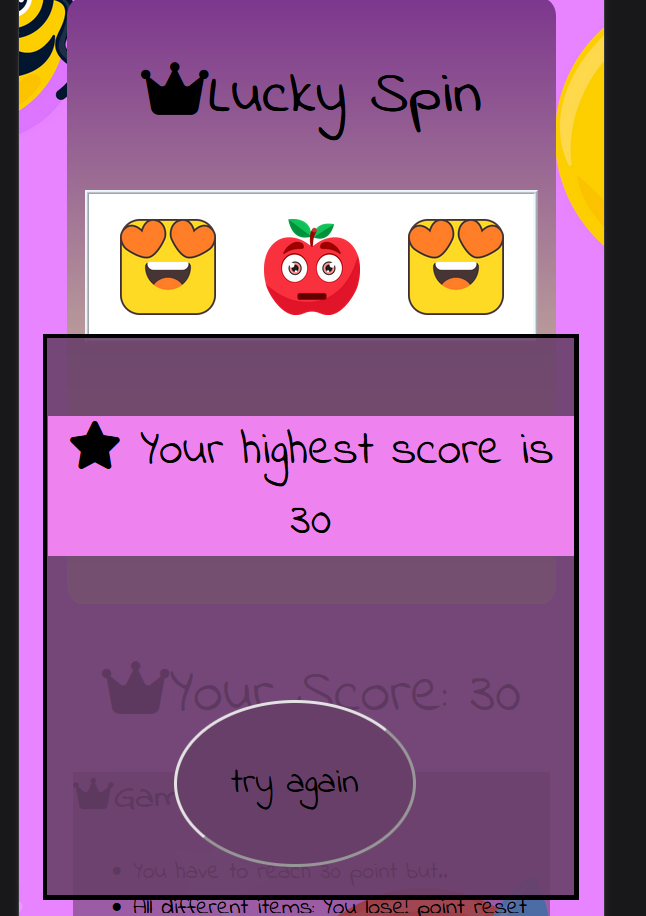 Lucky Spin
Your highest score is
30
Your Score: 30
try again
Gam
• You have to reach 30 point but..
• All different items: You lose! point reset